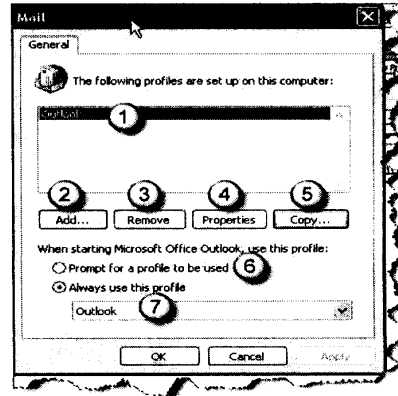 Mail
General
The following profiles are set up on this computer:
Outlook
1
2 3 4 5
Add... Remove Properties Copy...
When starting Microsoft Office Outlook, use this profile:
Prompt for a profile to be used 6
Always use this profile
Outlook 7
OK Cancel Apply